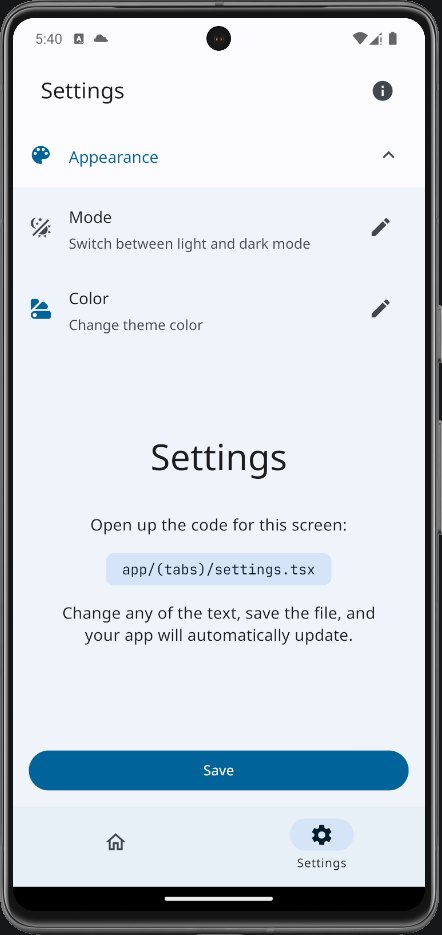 5:40
Settings
Appearance
Mode
Switch between light and dark mode
Color
Change theme color
Settings
Open up the code for this screen:
app/(tabs)/settings.tsx
Change any of the text, save the file, and
your app will automatically update.
Save
Settings